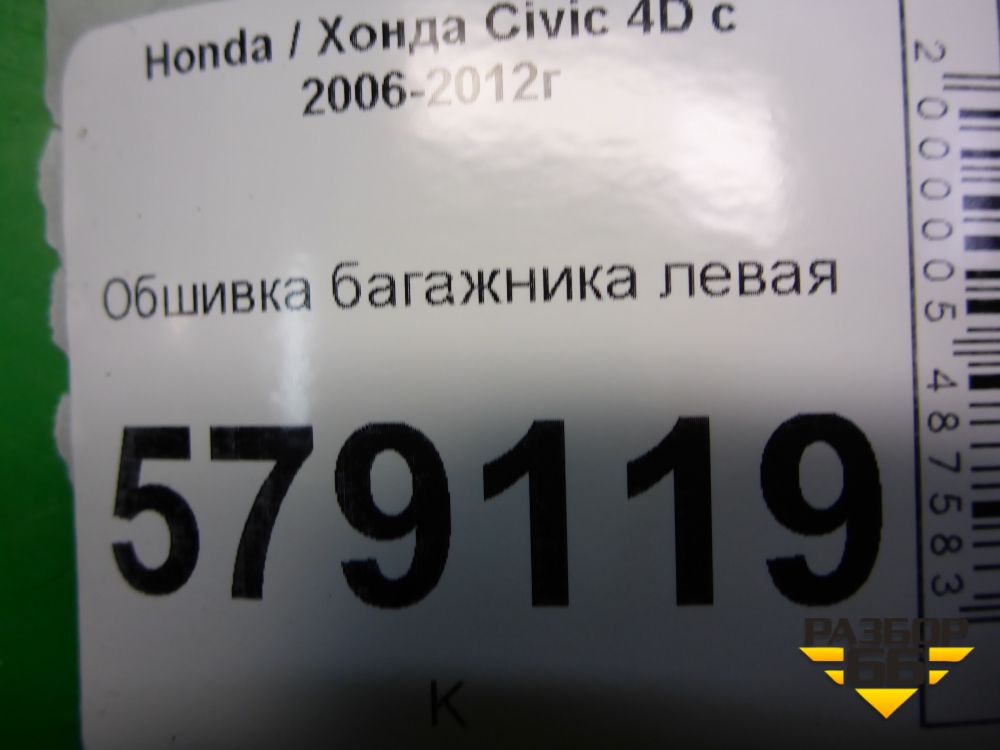 Honda / Хонда Civic 4D с
2006-2012г
Обшивка багажника левая
579119
К
2000005487583
РАЗБОР
66